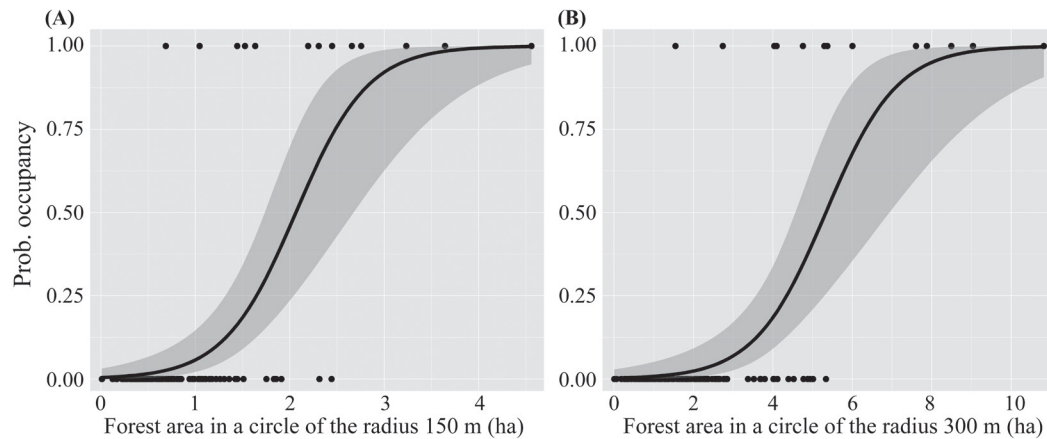 (A)
(B)
Prob. occupancy
1.00
0.75
0.50
0.25
0.00
0 1 2 3 4
Forest area in a circle of the radius 150 m (ha)
1.00
0.75
0.50
0.25
0.00
0 2 4 6 8 10
Forest area in a circle of the radius 300 m (ha)